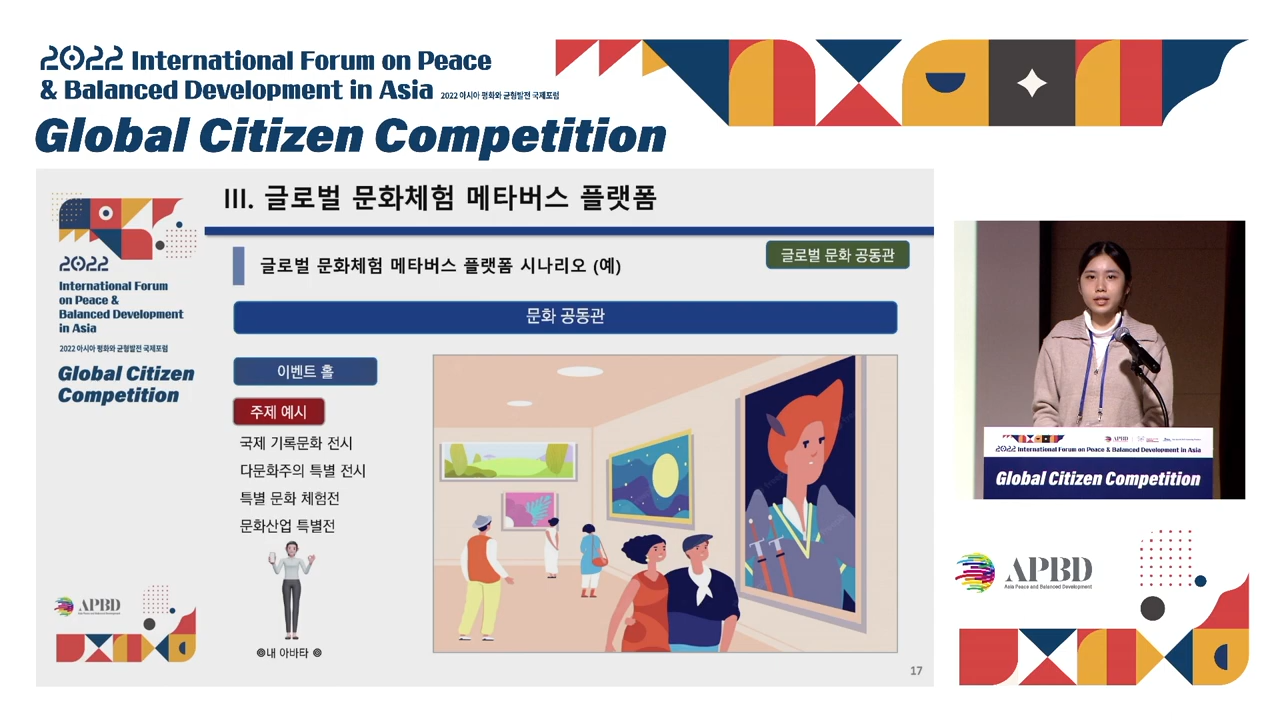 2022 International Forum on Peace
& Balanced Development in Asia 2022 아시아 평화와 균형발전 국제포럼
Global Citizen Competition
2022
International Forum
on Peace &
Balanced Development
in Asia
2022 아시아 평화와 균형발전 국제포럼
Global Citizen
Competition
APBD
Asia Peace and Balanced Development
III. 글로벌 문화체험 메타버스 플랫폼
글로벌 문화체험 메타버스 플랫폼 시나리오 (예)
글로벌 문화 공동관
문화 공동관
이벤트 홀
주제 예시
국제 기록문화 전시
다문화주의 특별 전시
특별 문화 체험전
문화산업 특별전
◎내 아바타 ◎
17
APBD
2022 International Forum on Peace & Balanced Development in Asia
Global Citizen Competition
APBD
Asia Peace and Balanced Development